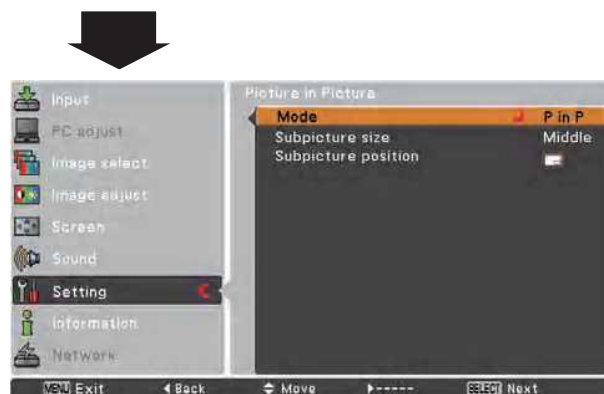 Input
PC adjust
Image select
Image adjust
Screen
Sound
Setting
Information
Network
Picture in Picture
Mode P in P
Subpicture size Middle
Subpicture position
MENU Exit ◀ Back Move ▶----- SELECT Next